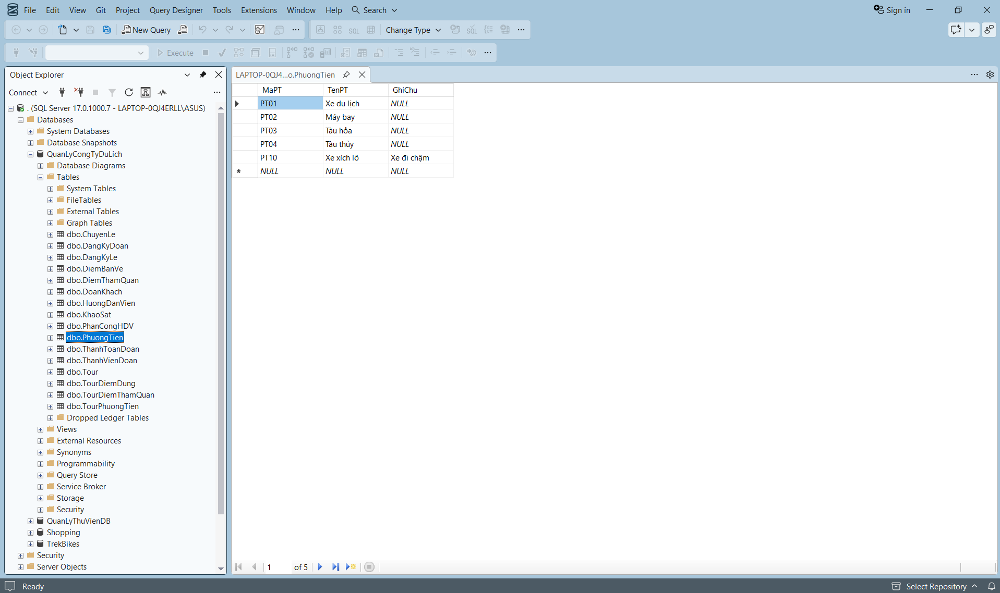 File Edit View Git Project Query Designer Tools Extensions Window Help Search Sign in
New Query SQL Change Type SQL
Execute
Object Explorer
Connect
. (SQL Server 17.0.1000.7 - LAPTOP-0QJ4ERLL\ASUS)
Databases
System Databases
Database Snapshots
QuanLyCongTyDuLich
Database Diagrams
Tables
System Tables
FileTables
External Tables
Graph Tables
dbo.ChuyenLe
dbo.DangKyDoan
dbo.DangKyLe
dbo.DiemBanVe
dbo.DiemThamQuan
dbo.DoanKhach
dbo.HuongDanVien
dbo.KhaoSat
dbo.PhanCongHDV
dbo.PhuongTien
dbo.ThanhToanDoan
dbo.ThanhVienDoan
dbo.Tour
dbo.TourDiemDung
dbo.TourDiemThamQuan
dbo.TourPhuongTien
Dropped Ledger Tables
Views
External Resources
Synonyms
Programmability
Query Store
Service Broker
Storage
Security
QuanLyThuVienDB
Shopping
TrekBikes
Security
Server Objects
LAPTOP-0QJ4...o.PhuongTien
MaPT TenPT GhiChu
PT01 Xe du lịch NULL
PT02 Máy bay NULL
PT03 Tàu hỏa NULL
PT04 Tàu thủy NULL
PT10 Xe xích lô Xe đi chậm
NULL NULL NULL
1 of 5
Ready Select Repository